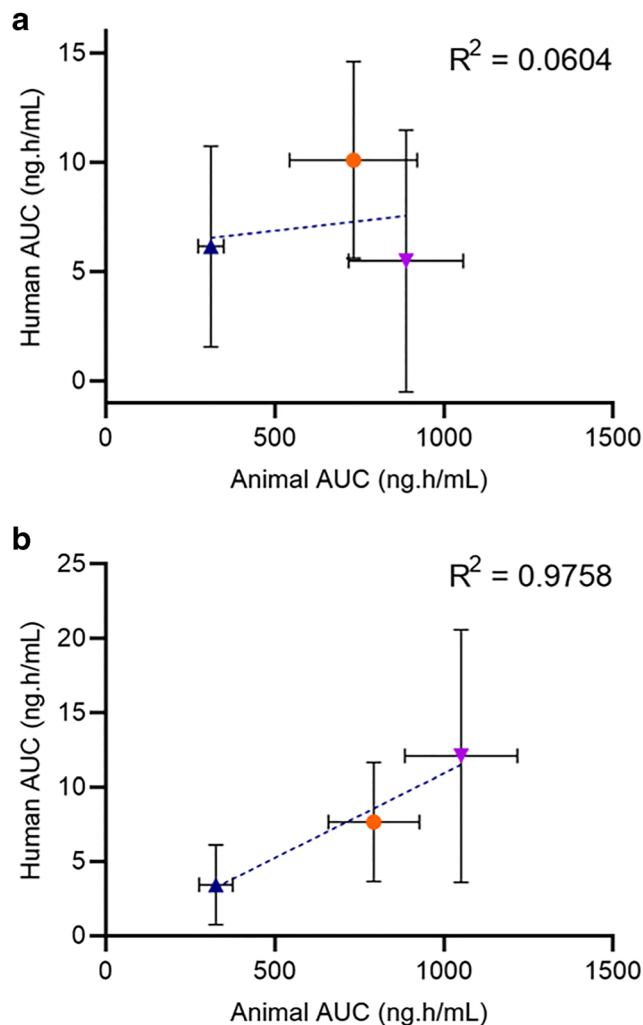 a
R² = 0.0604
Human AUC (ng.h/mL)
15
10
5
0
0 500 1000 1500
Animal AUC (ng.h/mL)
b
R² = 0.9758
Human AUC (ng.h/mL)
25
20
15
10
5
0
0 500 1000 1500
Animal AUC (ng.h/mL)